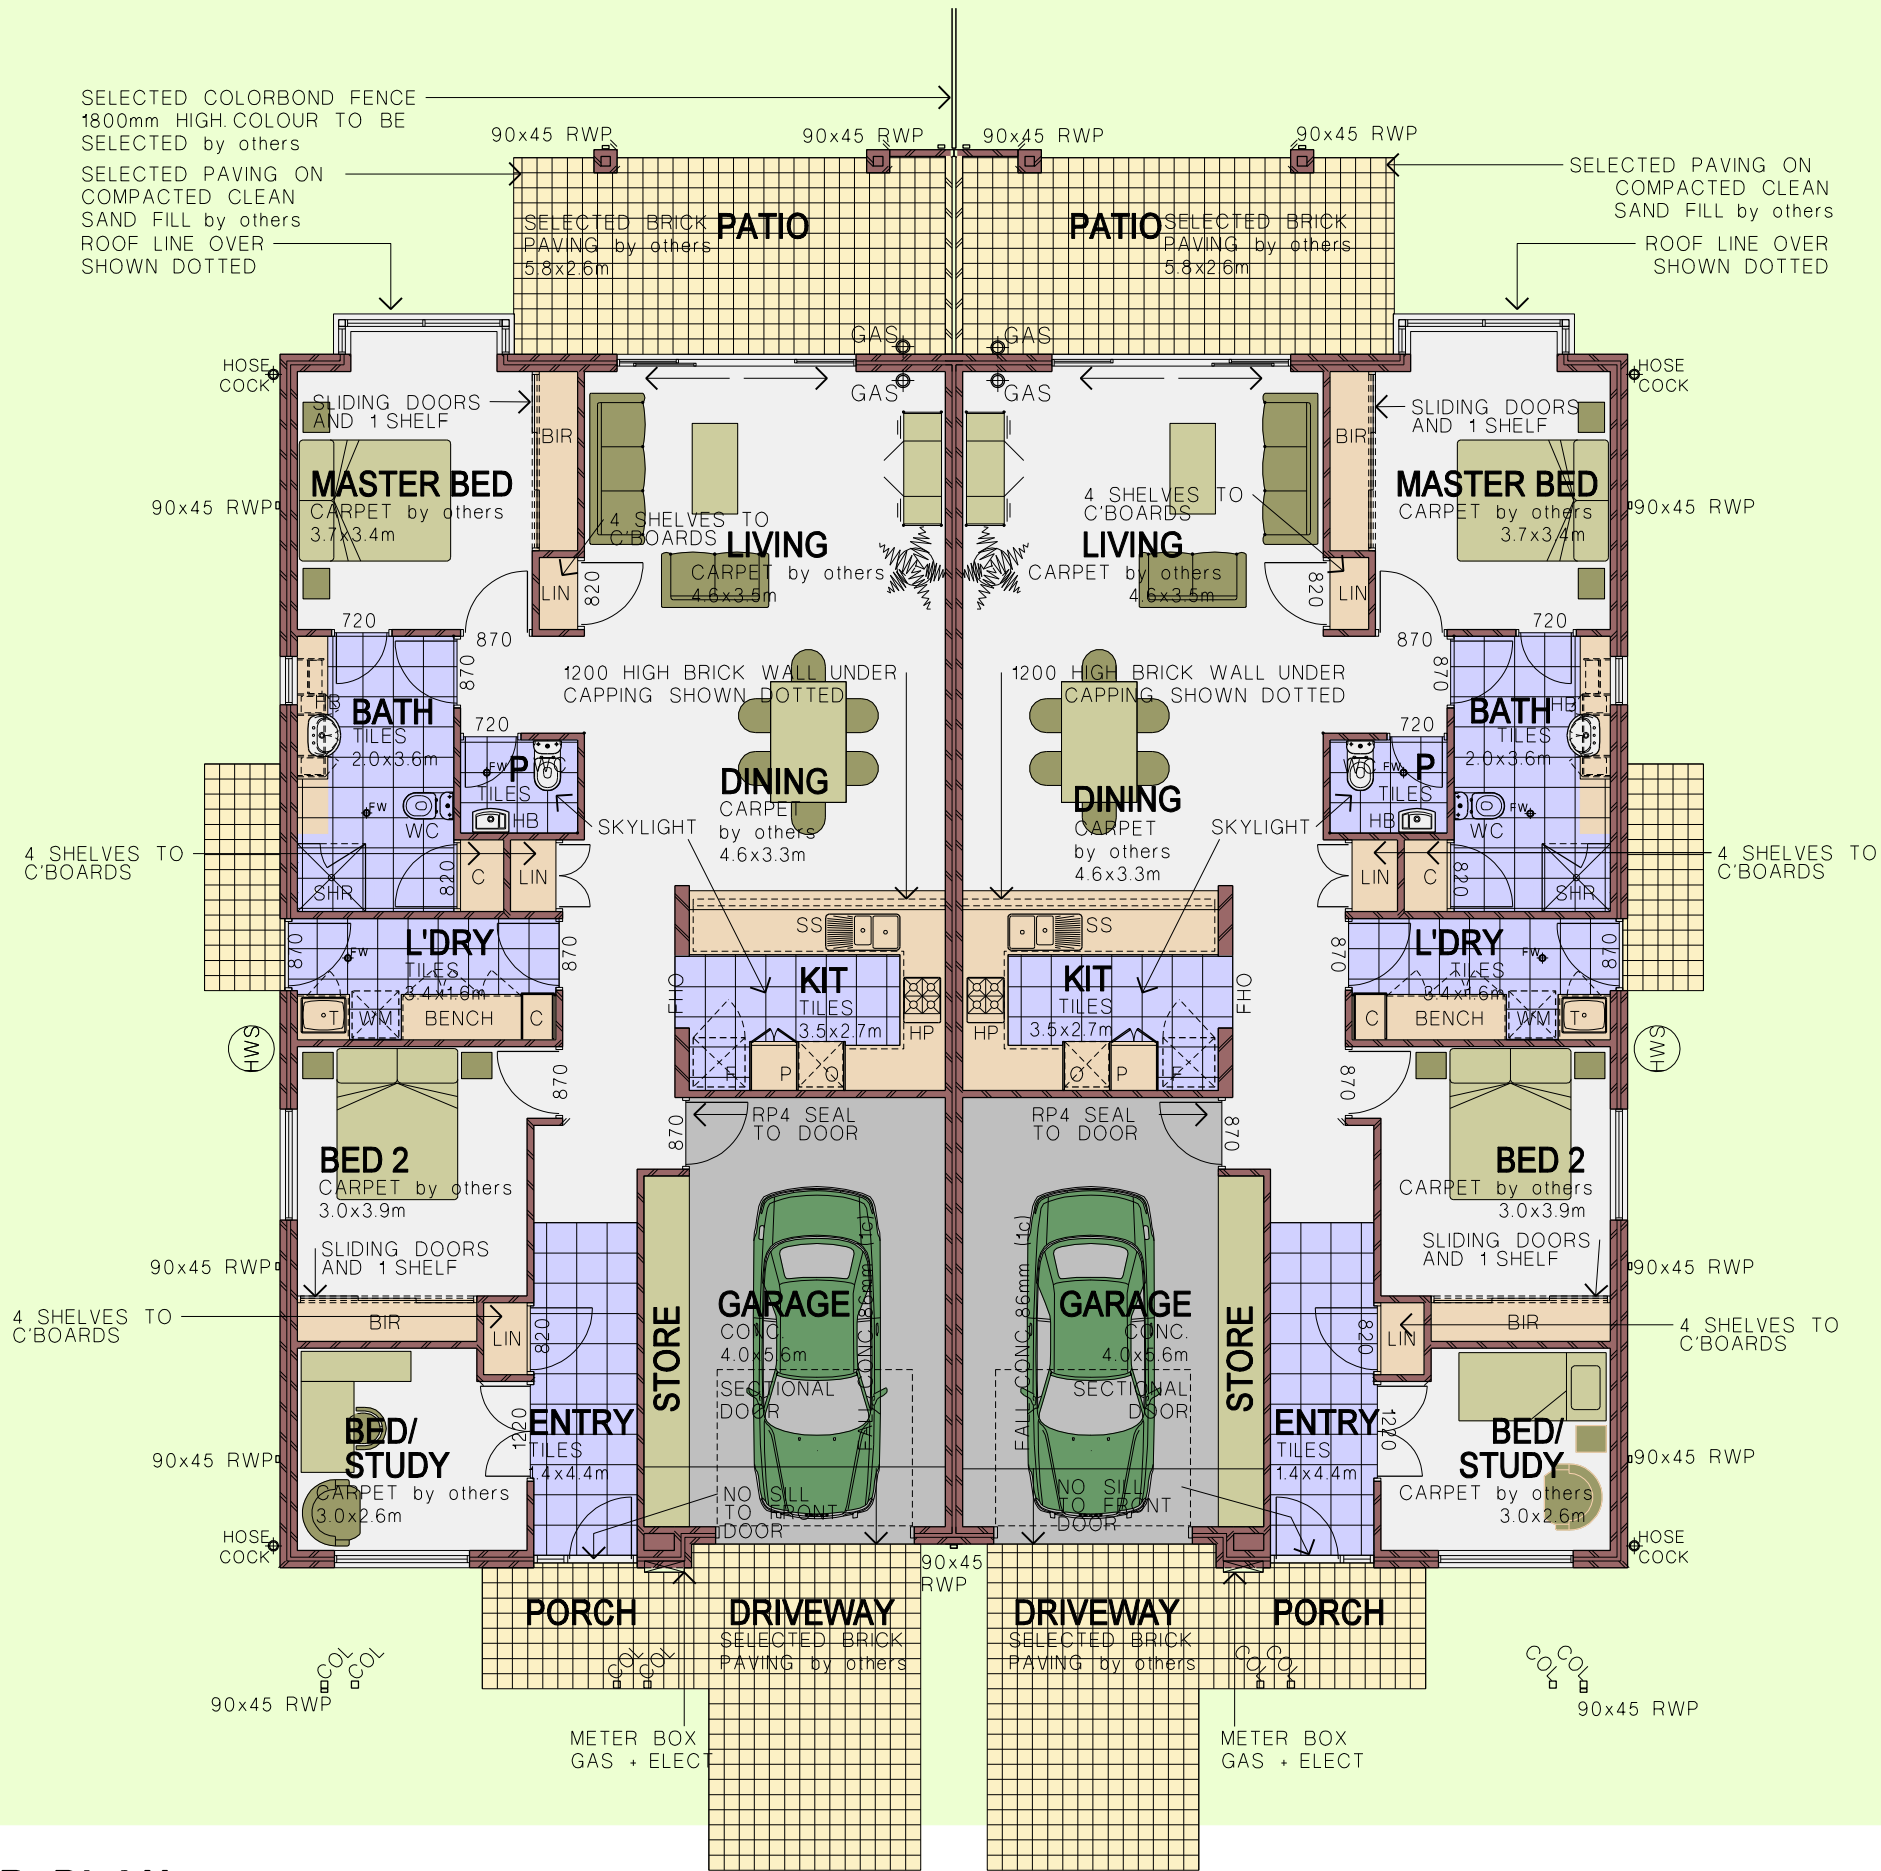 SELECTED COLORBOND FENCE
1800mm HIGH. COLOUR TO BE
SELECTED by others
SELECTED PAVING ON
COMPACTED CLEAN
SAND FILL by others
ROOF LINE OVER
SHOWN DOTTED
90x45 RWP
90x45 RWP
90x45 RWP
90x45 RWP
SELECTED PAVING ON
COMPACTED CLEAN
SAND FILL by others
ROOF LINE OVER
SHOWN DOTTED
SELECTED BRICK
PAVING by others
5.8x2.6m
PATIO
PATIO
SELECTED BRICK
PAVING by others
5.8x2.6m
GAS
GAS
GAS
GAS
HOSE
COCK
HOSE
COCK
SLIDING DOORS
AND 1 SHELF
BIR
BIR
SLIDING DOORS
AND 1 SHELF
MASTER BED
CARPET by others
3.7x3.4m
MASTER BED
CARPET by others
3.7x3.4m
90x45 RWP
90x45 RWP
4 SHELVES TO
C'BOARDS
4 SHELVES TO
C'BOARDS
LIVING
CARPET by others
4.6x3.5m
LIVING
CARPET by others
4.6x3.5m
LIN
820
820
LIN
720
870
870
720
870
870
1200 HIGH BRICK WALL UNDER
CAPPING SHOWN DOTTED
1200 HIGH BRICK WALL UNDER
CAPPING SHOWN DOTTED
HB
BATH
TILES
2.0x3.6m
HB
BATH
TILES
2.0x3.6m
720
720
FW
P
WC
TILES
HB
WC
FW
P
TILES
HB
FW
WC
FW
WC
DINING
CARPET
by others
4.6x3.3m
DINING
CARPET
by others
4.6x3.3m
SKYLIGHT
SKYLIGHT
4 SHELVES TO
C'BOARDS
4 SHELVES TO
C'BOARDS
SHR
820
C
LIN
LIN
C
820
SHR
SS
SS
870
L'DRY
TILES
3.4x1.6m
FW
870
870
L'DRY
TILES
3.4x1.6m
FW
870
FHO
KIT
TILES
3.5x2.7m
HP
HP
KIT
TILES
3.5x2.7m
FHO
T
WM
BENCH
C
C
BENCH
WM
T
HWS
HWS
F
P
O
O
P
F
870
870
870
RP4 SEAL
TO DOOR
RP4 SEAL
TO DOOR
870
BED 2
CARPET by others
3.0x3.9m
BED 2
CARPET by others
3.0x3.9m
SLIDING DOORS
AND 1 SHELF
SLIDING DOORS
AND 1 SHELF
90x45 RWP
90x45 RWP
4 SHELVES TO
C'BOARDS
4 SHELVES TO
C'BOARDS
BIR
LIN
820
820
LIN
BIR
STORE
GARAGE
CONC.
4.0x5.6m
SECTIONAL
DOOR
FALL CONC. 86mm (1c)
FALL CONC. 86mm (1c)
GARAGE
CONC.
4.0x5.6m
SECTIONAL
DOOR
STORE
BED/
STUDY
CARPET by others
3.0x2.6m
1220
ENTRY
TILES
1.4x4.4m
ENTRY
TILES
1.4x4.4m
1220
BED/
STUDY
CARPET by others
3.0x2.6m
90x45 RWP
90x45 RWP
NO SILL
TO FRONT
DOOR
NO SILL
TO FRONT
DOOR
HOSE
COCK
HOSE
COCK
90x45
RWP
PORCH
DRIVEWAY
SELECTED BRICK
PAVING by others
DRIVEWAY
SELECTED BRICK
PAVING by others
PORCH
COL
COL
COL
COL
COL
COL
COL
COL
90x45 RWP
90x45 RWP
METER BOX
GAS + ELECT
METER BOX
GAS + ELECT